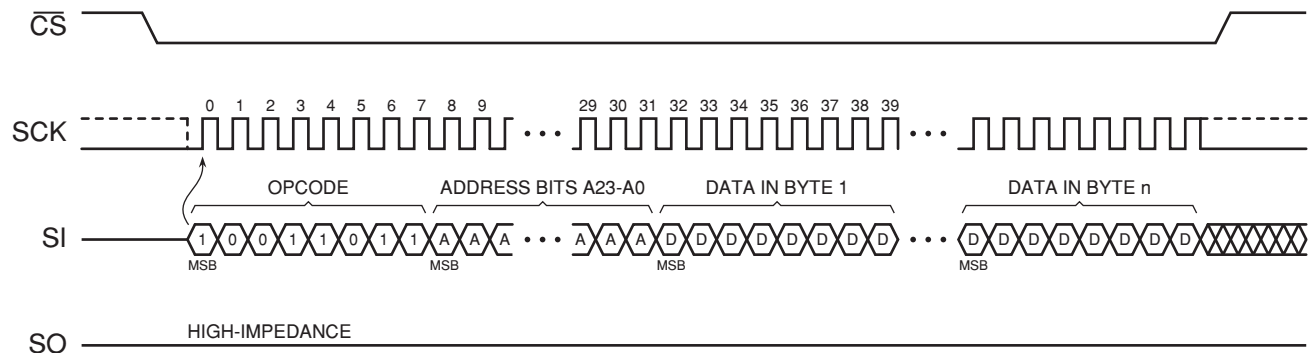 CS
SCK
0 1 2 3 4 5 6 7 8 9 29 30 31 32 33 34 35 36 37 38 39
OPCODE ADDRESS BITS A23-A0 DATA IN BYTE 1 DATA IN BYTE n
SI
1 0 0 1 1 0 1 1 A A A A A A D D D D D D D D D D D D D D D D
MSB MSB MSB MSB
HIGH-IMPEDANCE
SO